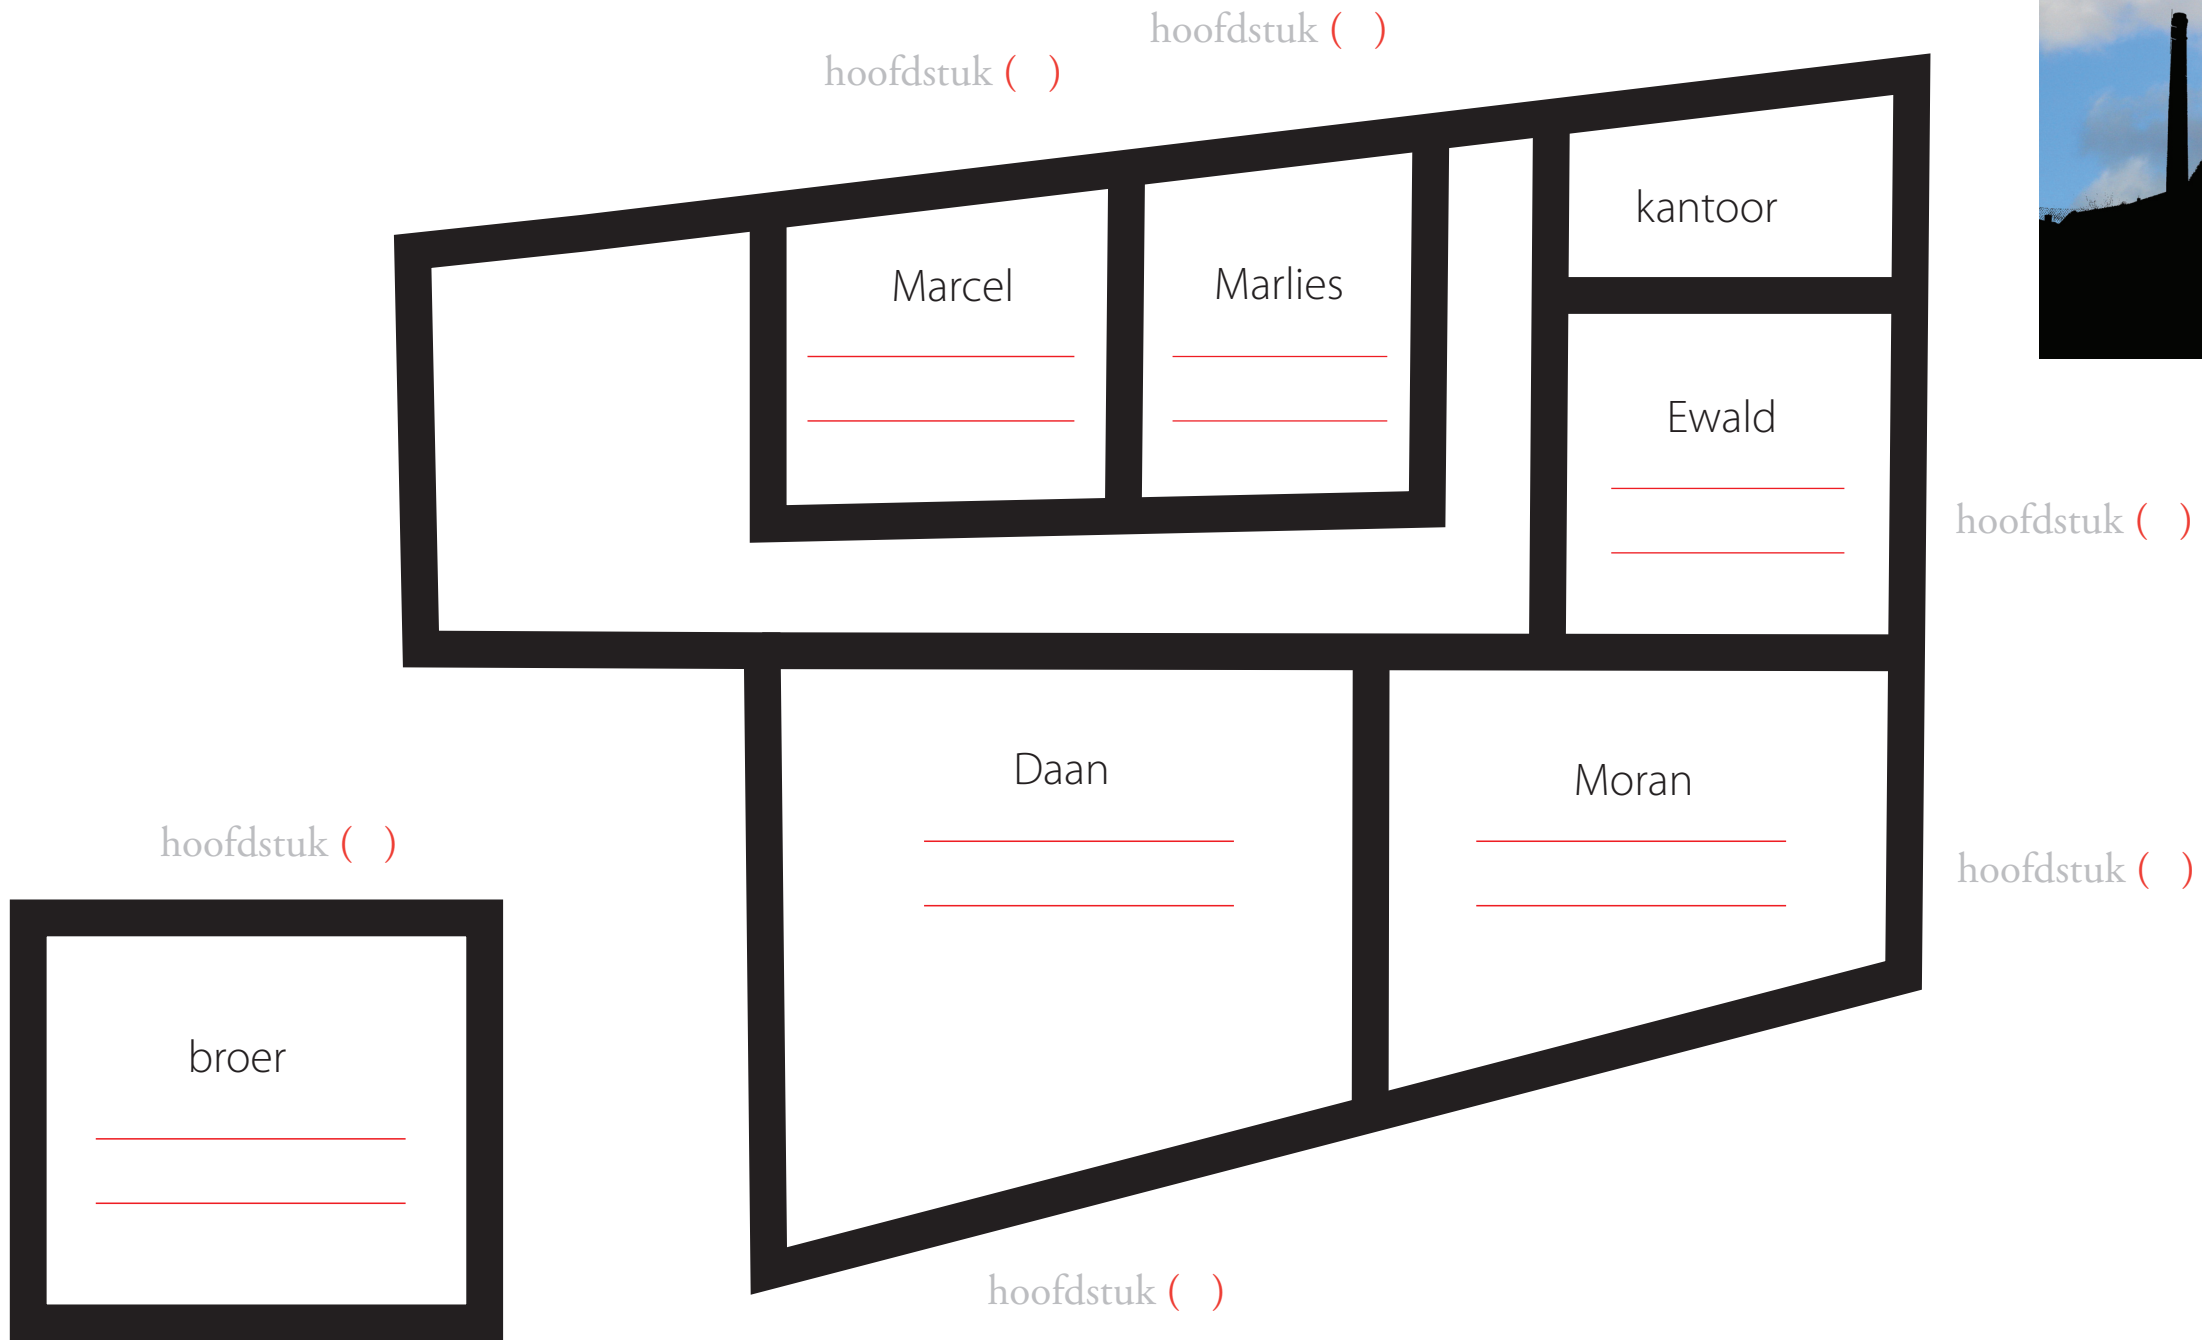 hoofdstuk ( )
hoofdstuk ( )
kantoor
Marcel
Marlies
Ewald
hoofdstuk ( )
Daan
Moran
hoofdstuk ( )
hoofdstuk ( )
broer
hoofdstuk ( )